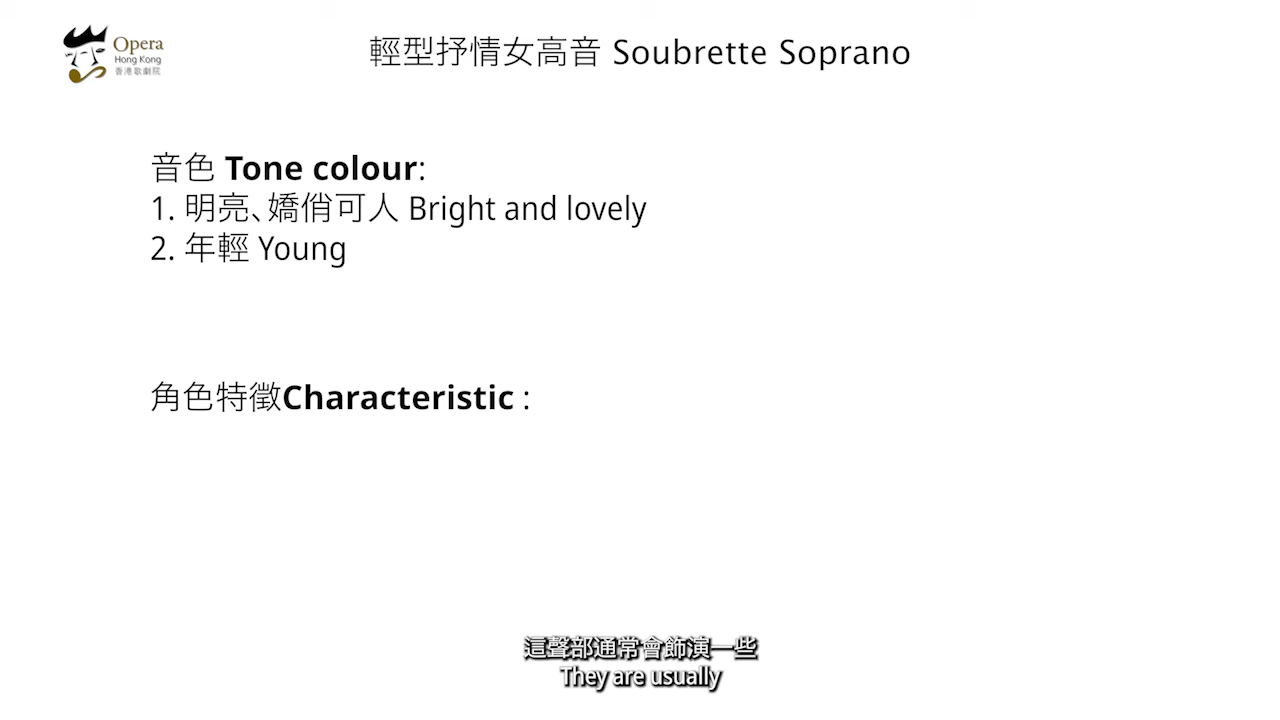 Opera
Hong Kong
香港歌劇院
輕型抒情女高音 Soubrette Soprano
音色 Tone colour:
1. 明亮、嬌俏可人 Bright and lovely
2. 年輕 Young
角色特徵Characteristic :
這聲部通常會飾演一些
They are usually